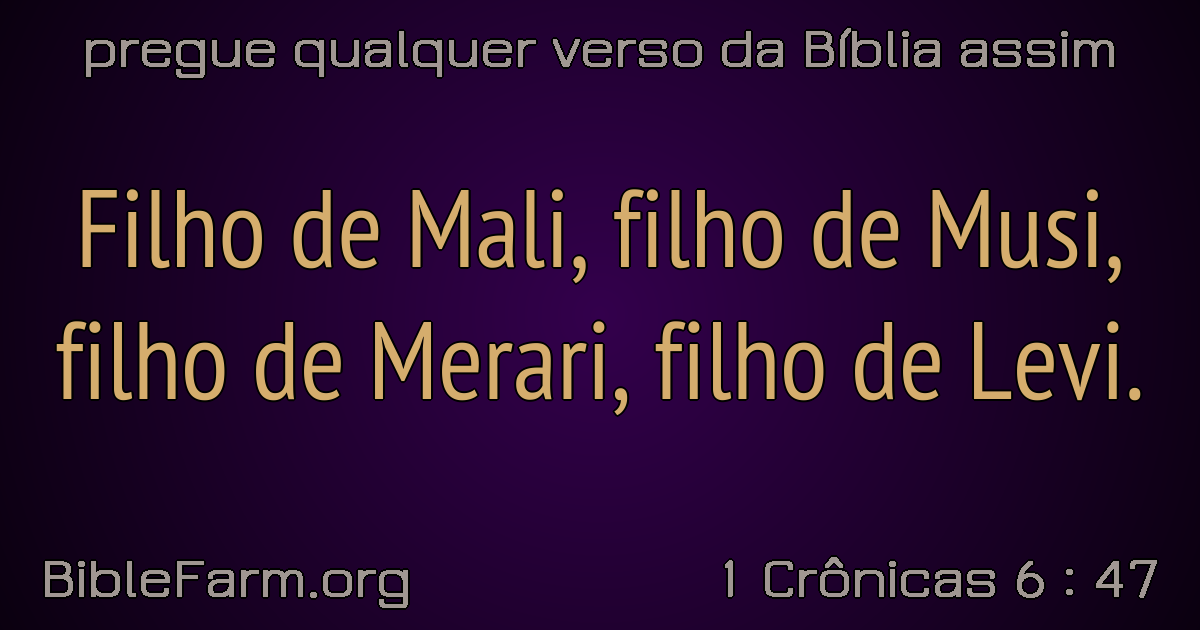 pregue qualquer verso da Bíblia assim
Filho de Mali, filho de Musi,
filho de Merari, filho de Levi.
BibleFarm.org
1 Crônicas 6 : 47